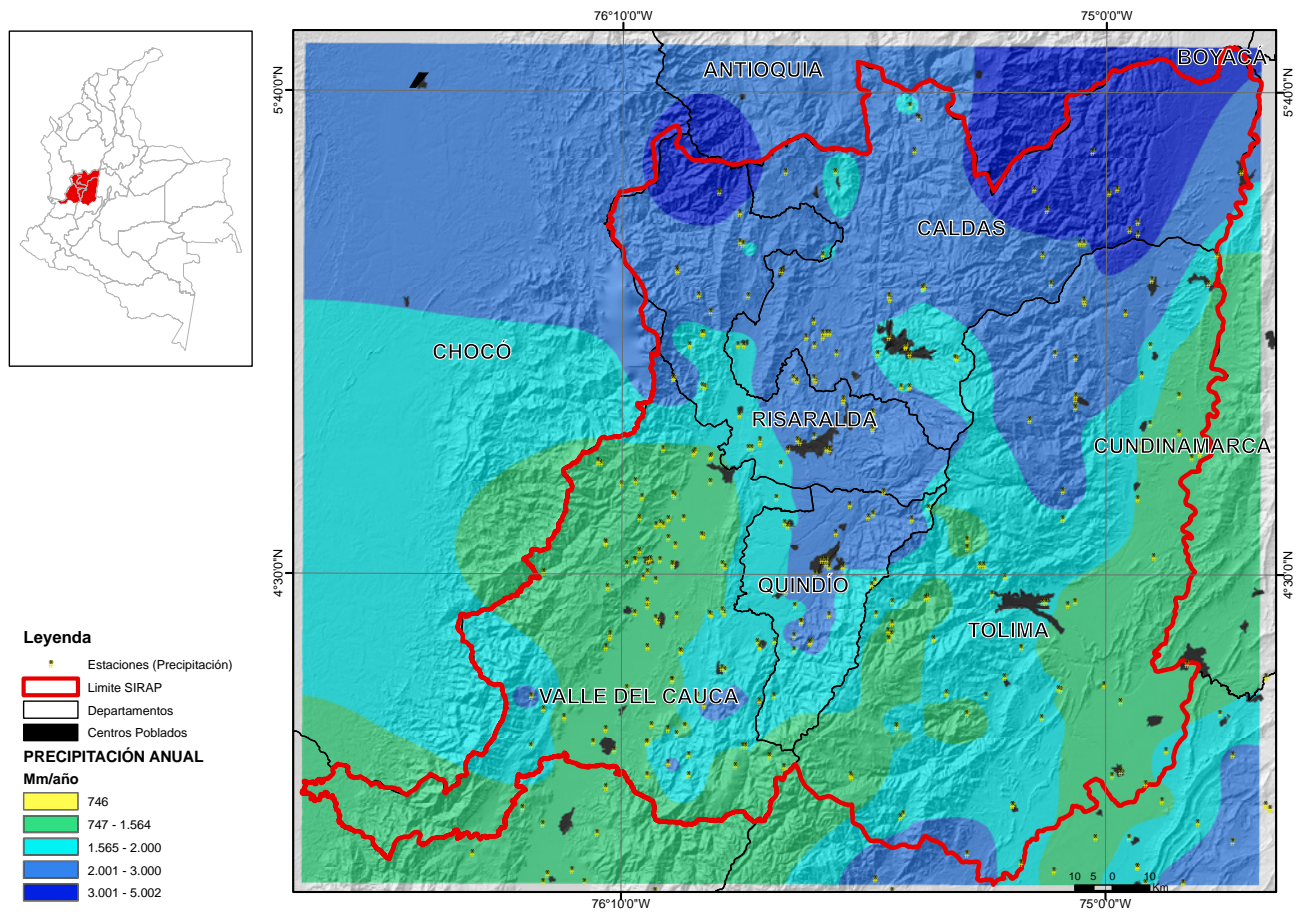 76°10'0"W
75°0'0"W
5°40'0"N
5°40'0"N
ANTIOQUIA
BOYACÁ
CALDAS
CHOCÓ
RISARALDA
CUNDINAMARCA
4°30'0"N
4°30'0"N
QUINDÍO
TOLIMA
VALLE DEL CAUCA
Leyenda
Estaciones (Precipitación)
Limite SIRAP
Departamentos
Centros Poblados
PRECIPITACIÓN ANUAL
Mm/año
746
747 - 1.564
1.565 - 2.000
2.001 - 3.000
3.001 - 5.002
10 5 0 10
Km
76°10'0"W
75°0'0"W